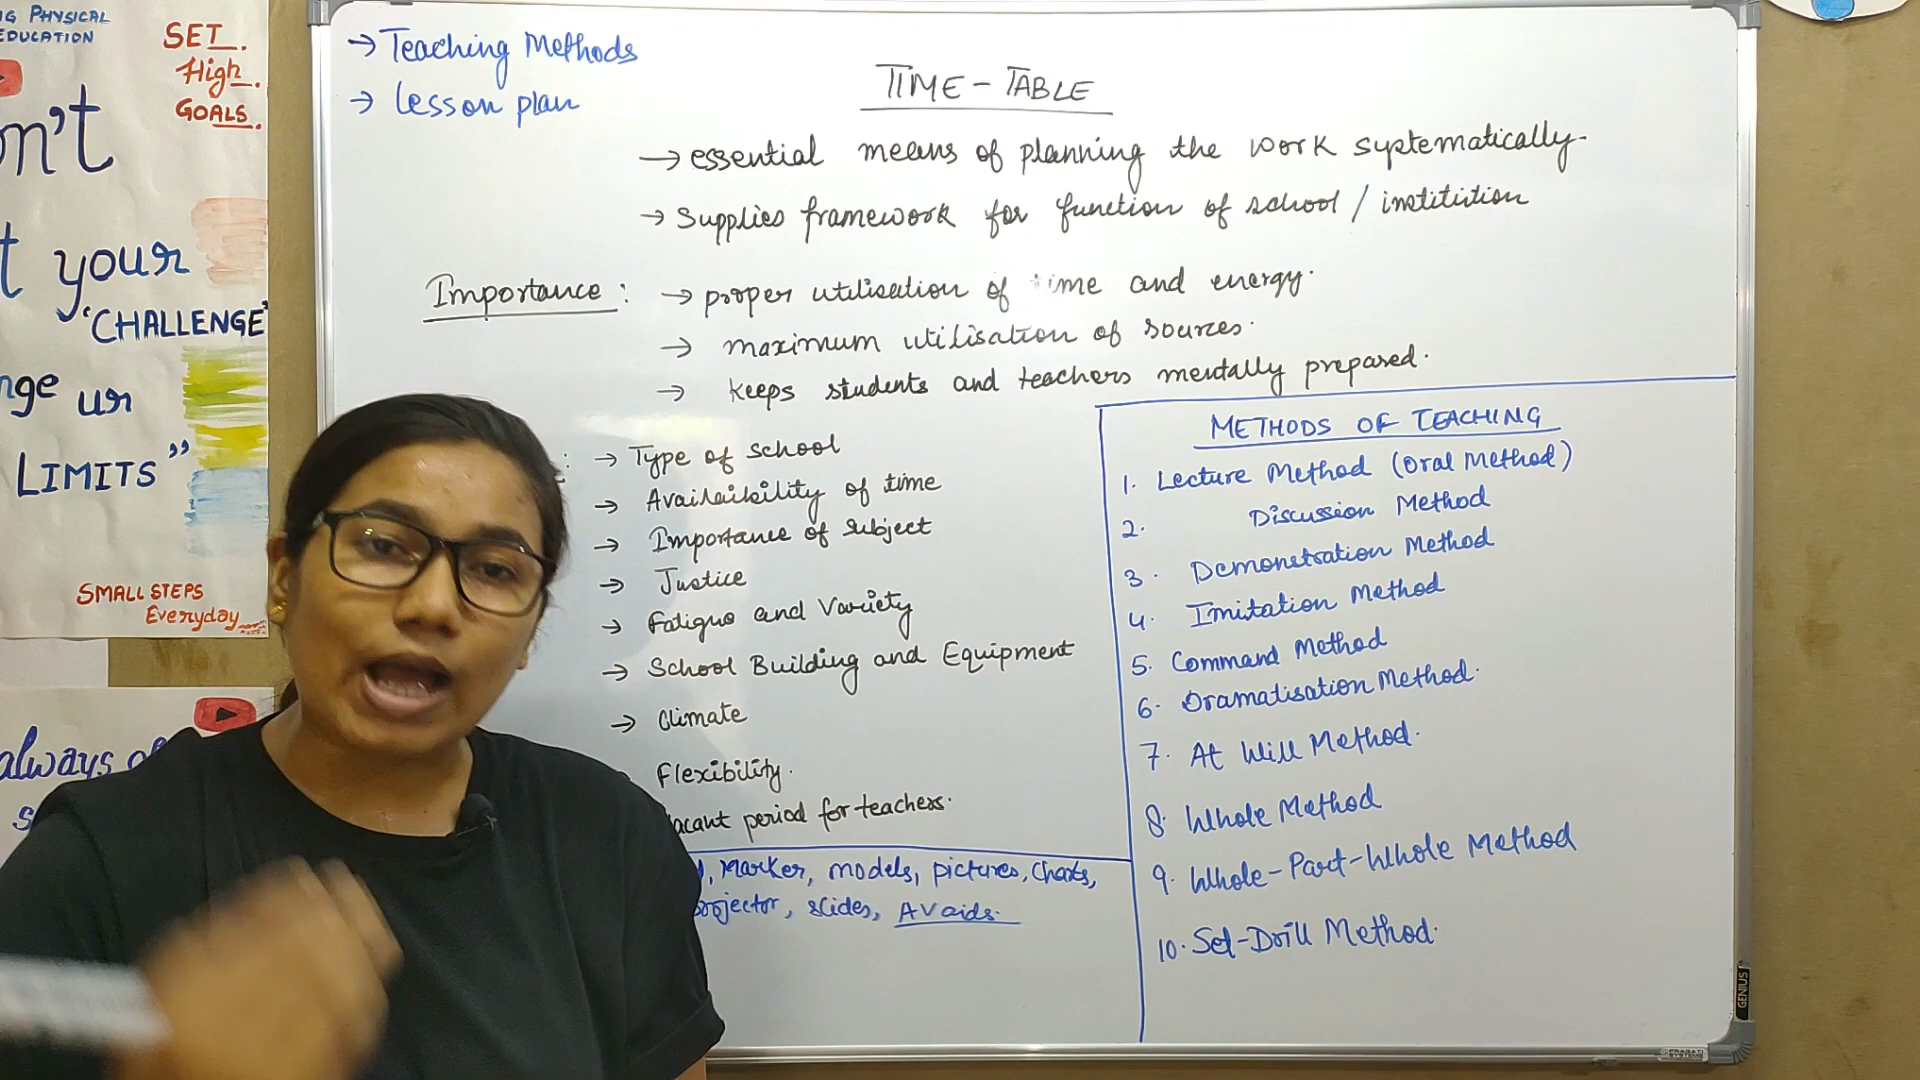 G PHYSICAL
EDUCATION
SET.
High.
GOALS.
on't
t your
'CHALLENGE'
nge ur
LIMITS"
SMALL STEPS
Everyday
always
→ Teaching Methods
→ Lesson plan
TIME-TABLE
→ essential means of planning the work systematically.
→ Supplies framework for function of school / institution
Importance : → proper utilisation of time and energy.
→ maximum utilisation of sources.
→ keeps students and teachers mentally prepared.
: → Type of School
→ Availaibility of time
→ Importance of Subject
→ Justice
→ Fatigue and Variety
→ School Building and Equipment
→ Climate
Flexibility.
acant period for teachers.
, Marker, models, pictures, Charts,
rojector, slides, AV aids.
METHODS OF TEACHING
1. Lecture Method (Oral Method)
2. Discussion Method
3. Demonstration Method
4. Imitation Method
5. Command Method
6. Dramatisation Method.
7. At Will Method.
8. Whole Method
9. Whole-Part-Whole Method
10. Set-Drill Method.
GENIUS
PRAGATI SYSTEMS